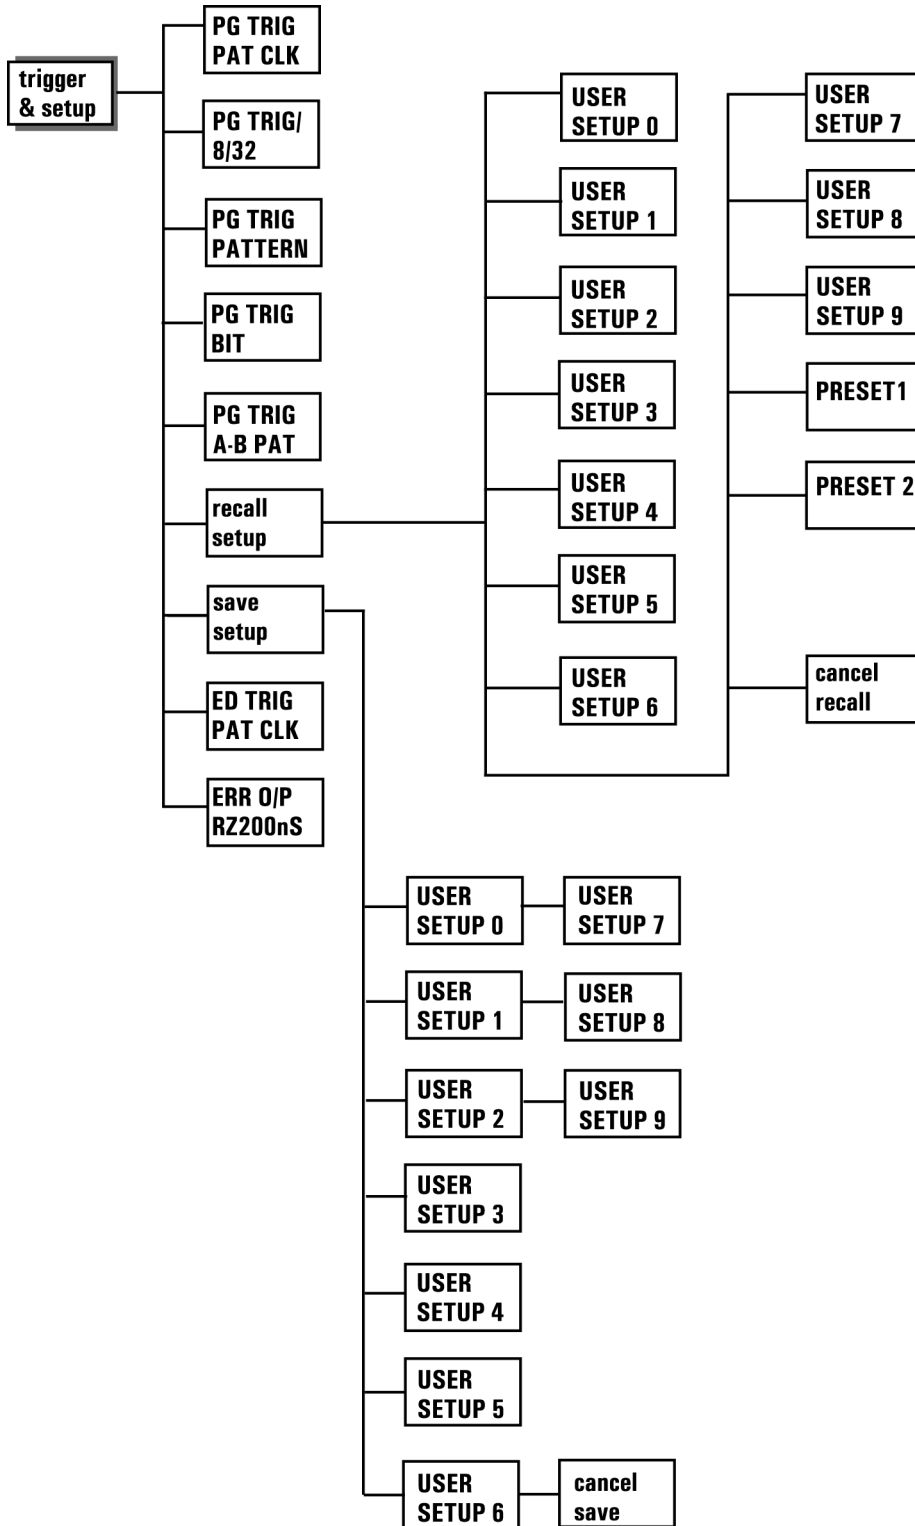 trigger
& setup
PG TRIG
PAT CLK
PG TRIG/
8/32
PG TRIG
PATTERN
PG TRIG
BIT
PG TRIG
A-B PAT
recall
setup
save
setup
ED TRIG
PAT CLK
ERR O/P
RZ200nS
USER
SETUP 0
USER
SETUP 1
USER
SETUP 2
USER
SETUP 3
USER
SETUP 4
USER
SETUP 5
USER
SETUP 6
USER
SETUP 7
USER
SETUP 8
USER
SETUP 9
PRESET1
PRESET 2
cancel
recall
USER
SETUP 0
USER
SETUP 7
USER
SETUP 1
USER
SETUP 8
USER
SETUP 2
USER
SETUP 9
USER
SETUP 3
USER
SETUP 4
USER
SETUP 5
USER
SETUP 6
cancel
save